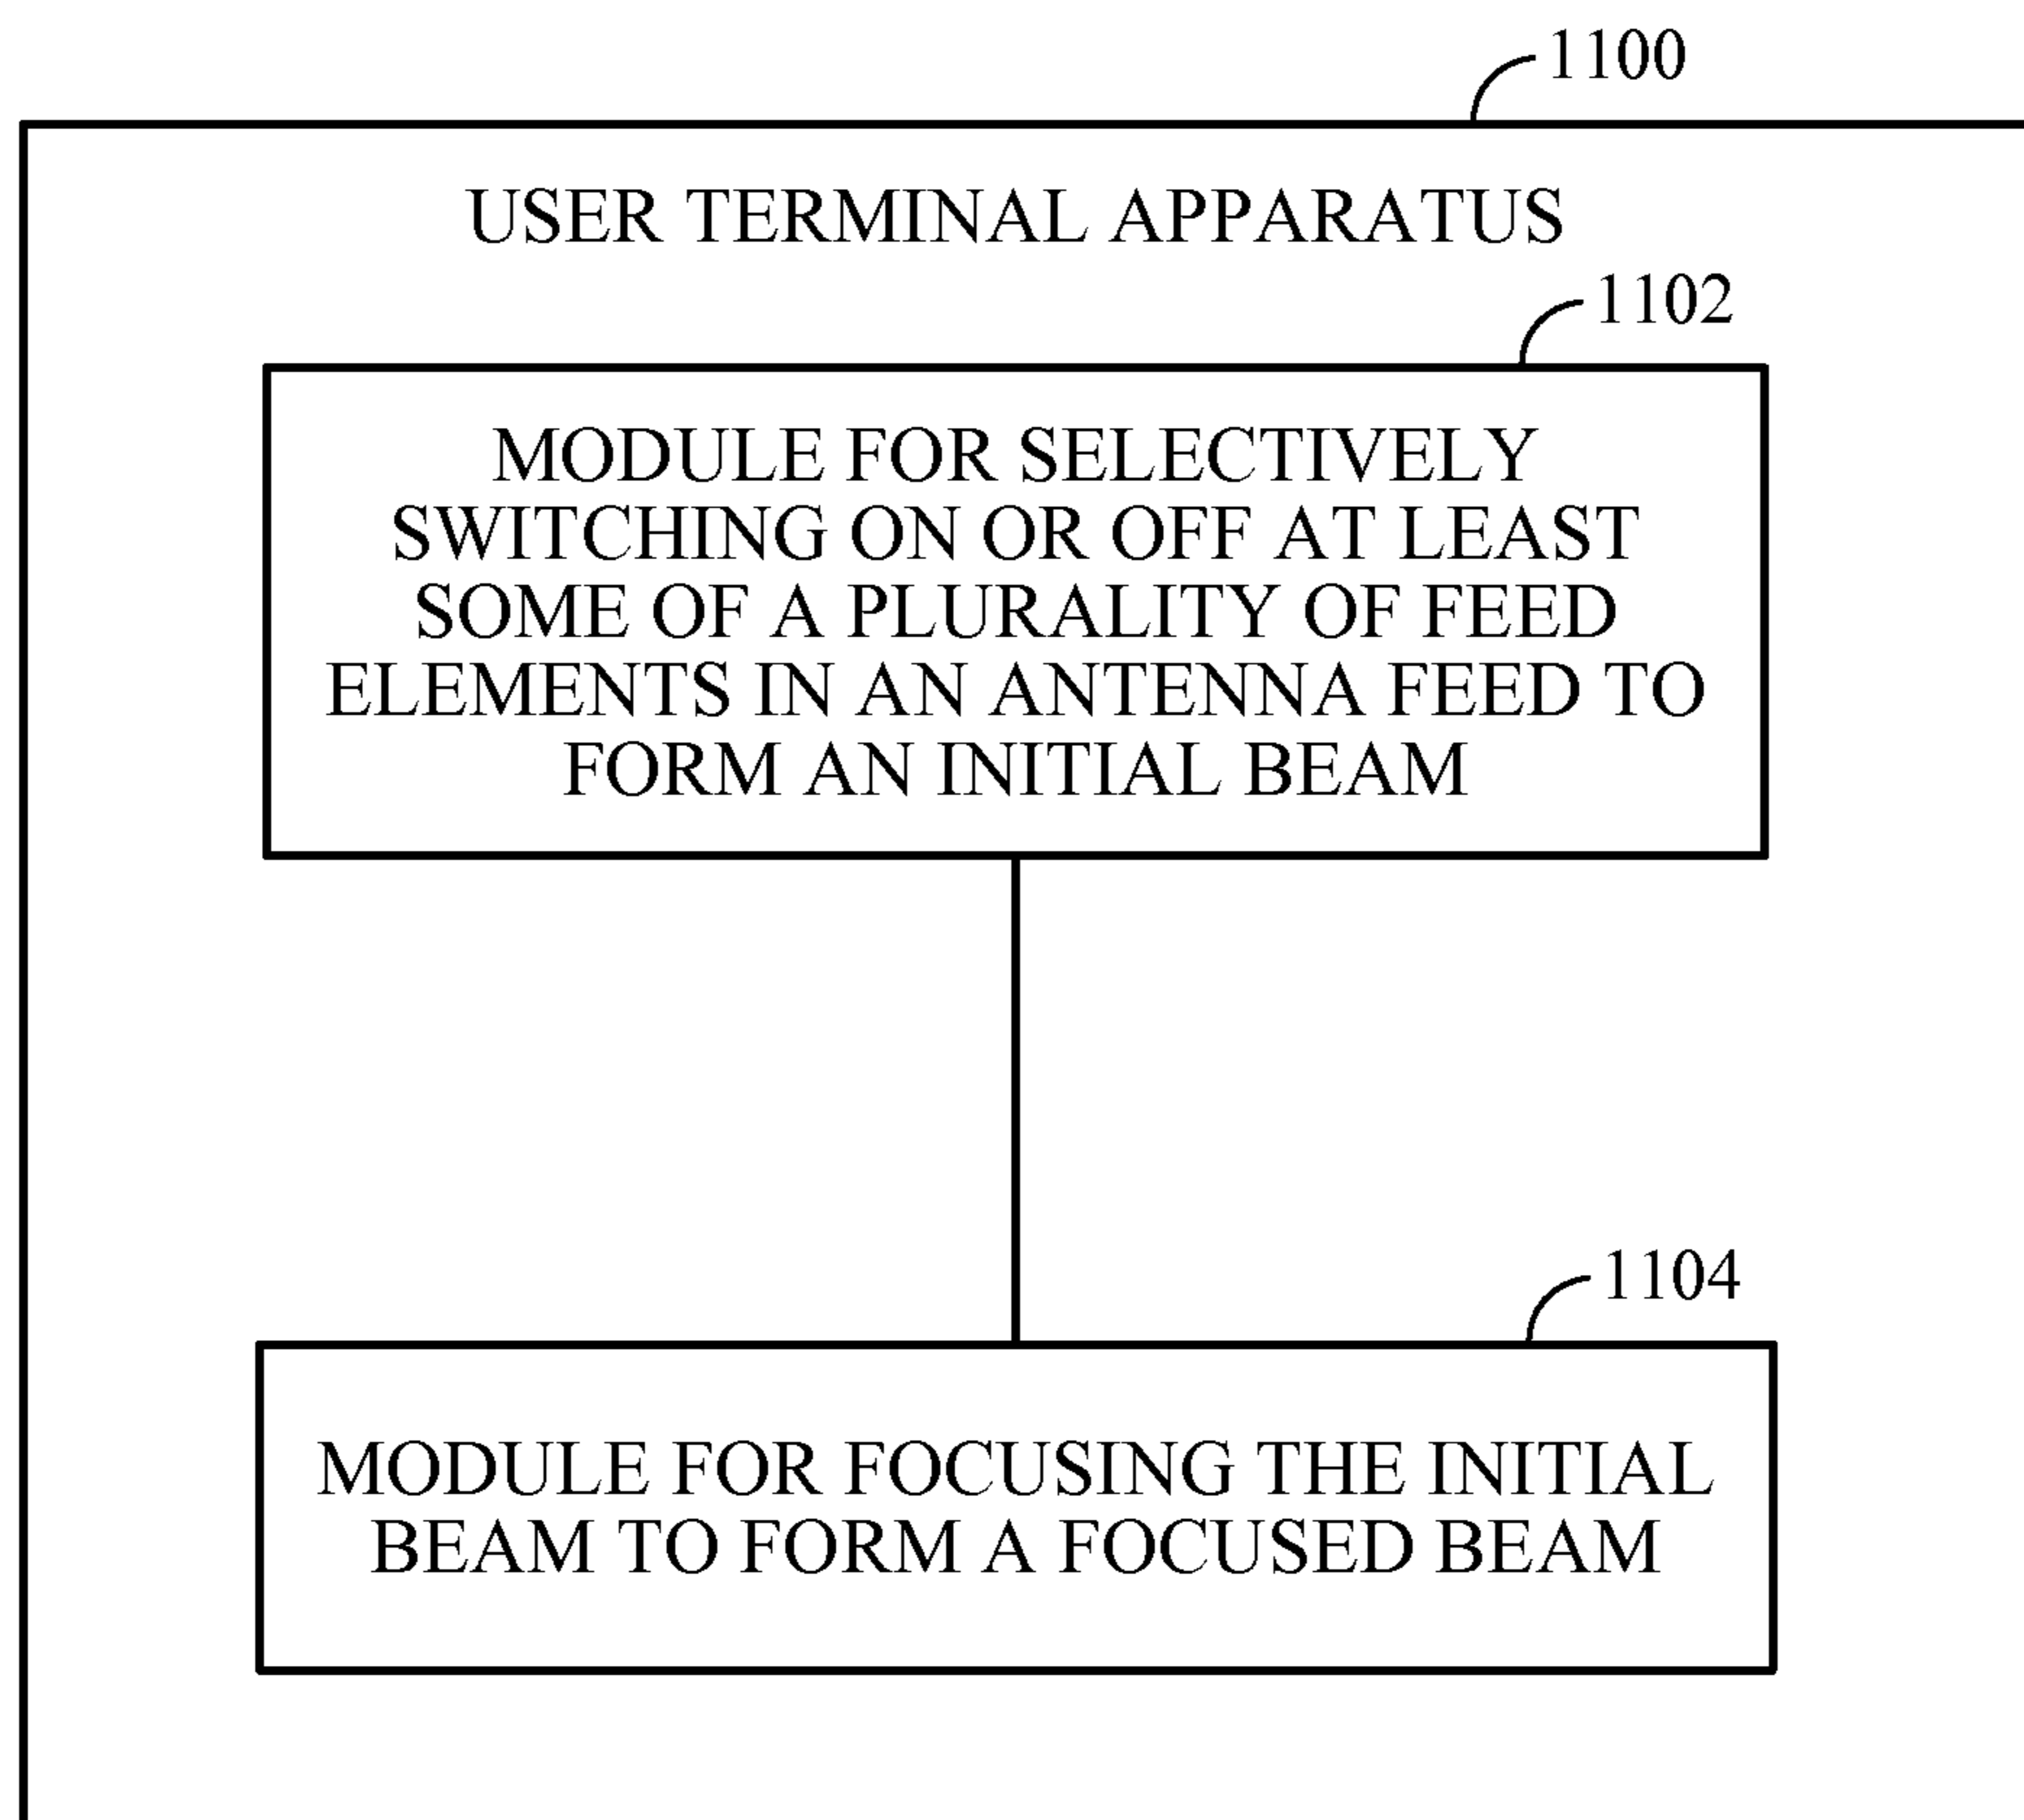 1100
USER TERMINAL APPARATUS
1102
MODULE FOR SELECTIVELY
SWITCHING ON OR OFF AT LEAST
SOME OF A PLURALITY OF FEED
ELEMENTS IN AN ANTENNA FEED TO
FORM AN INITIAL BEAM
1104
MODULE FOR FOCUSING THE INITIAL
BEAM TO FORM A FOCUSED BEAM